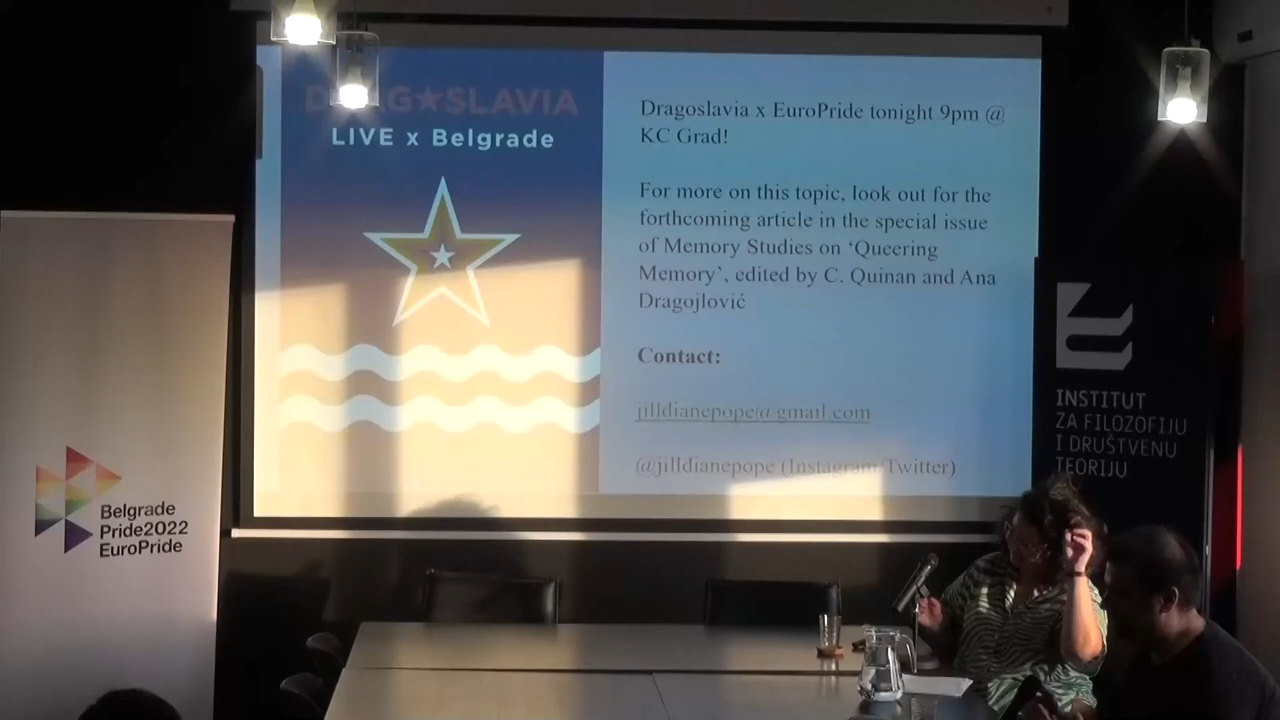 DRAG★SLAVIA
LIVE x Belgrade
Dragoslavia x EuroPride tonight 9pm @
KC Grad!
For more on this topic, look out for the
forthcoming article in the special issue
of Memory Studies on ‘Queering
Memory’, edited by C. Quinan and Ana
Dragojlović
Contact:
jilldianepope@gmail.com
@jilldianepope (Instagram/Twitter)
Belgrade
Pride2022
EuroPride
INSTITUT
ZA FILOZOFIJU
I DRUŠTVENU
TEORIJU